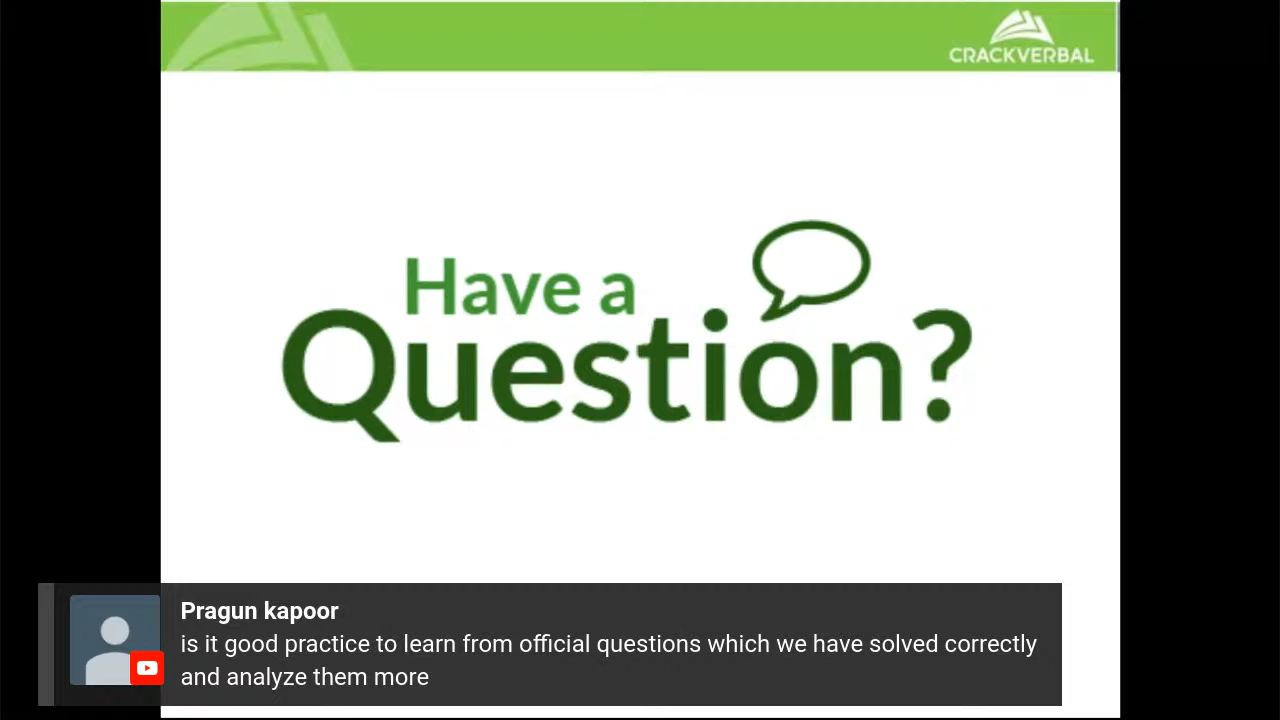 CRACKVERBAL
Have a
Question?
Pragun kapoor
is it good practice to learn from official questions which we have solved correctly
and analyze them more